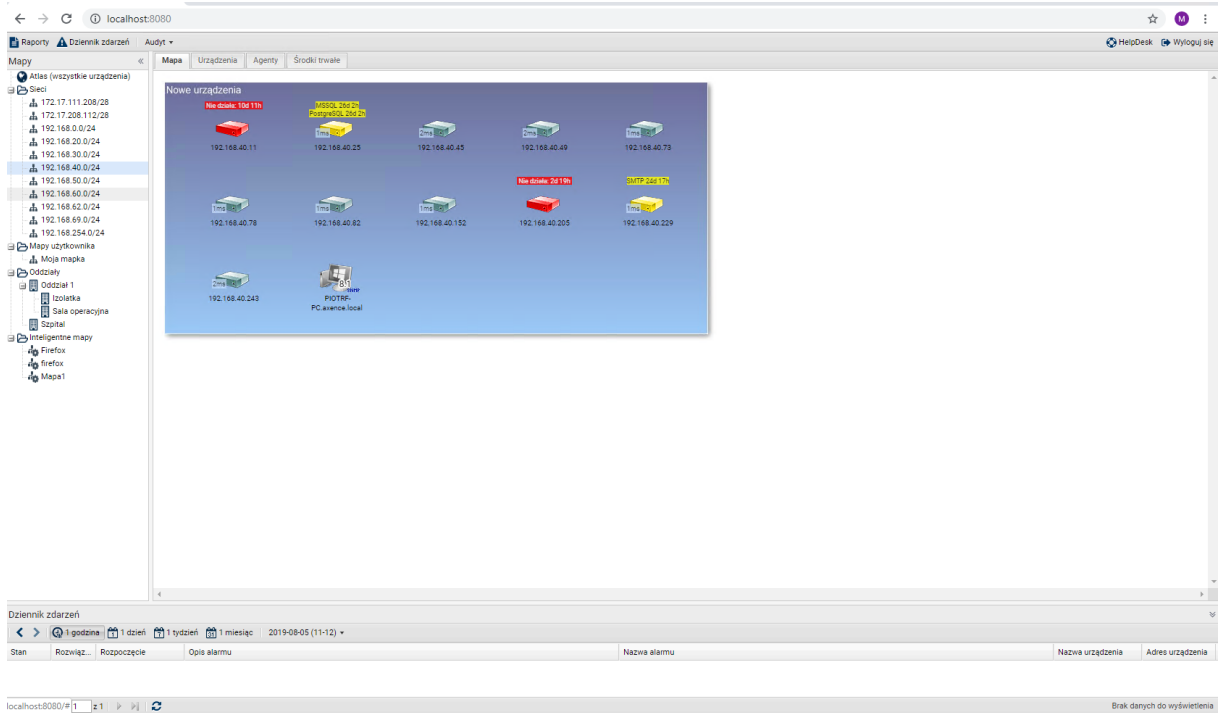 localhost:8080
M
Raporty Dziennik zdarzeń Audyt
HelpDesk Wyloguj się
Mapy
Atlas (wszystkie urządzenia)
Sieci
172.17.111.208/28
172.17.208.112/28
192.168.0.0/24
192.168.20.0/24
192.168.30.0/24
192.168.40.0/24
192.168.50.0/24
192.168.60.0/24
192.168.62.0/24
192.168.69.0/24
192.168.254.0/24
Mapy użytkownika
Moja mapka
Oddziały
Oddział 1
Izolatka
Sala operacyjna
Szpital
Inteligentne mapy
Firefox
firefox
Mapa1
Mapa Urządzenia Agenty Środki trwałe
Nowe urządzenia
Nie działa: 10d 11h
MSSQL 26d 2h
PostgreSQL 26d 2h
1ms 2ms 2ms 1ms
192.168.40.11 192.168.40.25 192.168.40.45 192.168.40.49 192.168.40.73
Nie działa: 2d 19h SMTP 24d 17h
1ms 1ms 1ms 1ms
192.168.40.78 192.168.40.82 192.168.40.152 192.168.40.205 192.168.40.229
2ms 8.1
192.168.40.243 PIOTRF-
PC.axence.local
Dziennik zdarzeń
1 godzina 1 dzień 1 tydzień 1 miesiąc 2019-08-05 (11-12)
Stan Rozwiąz... Rozpoczęcie Opis alarmu Nazwa alarmu Nazwa urządzenia Adres urządzenia
localhost:8080/# 1 z 1 Brak danych do wyświetlenia